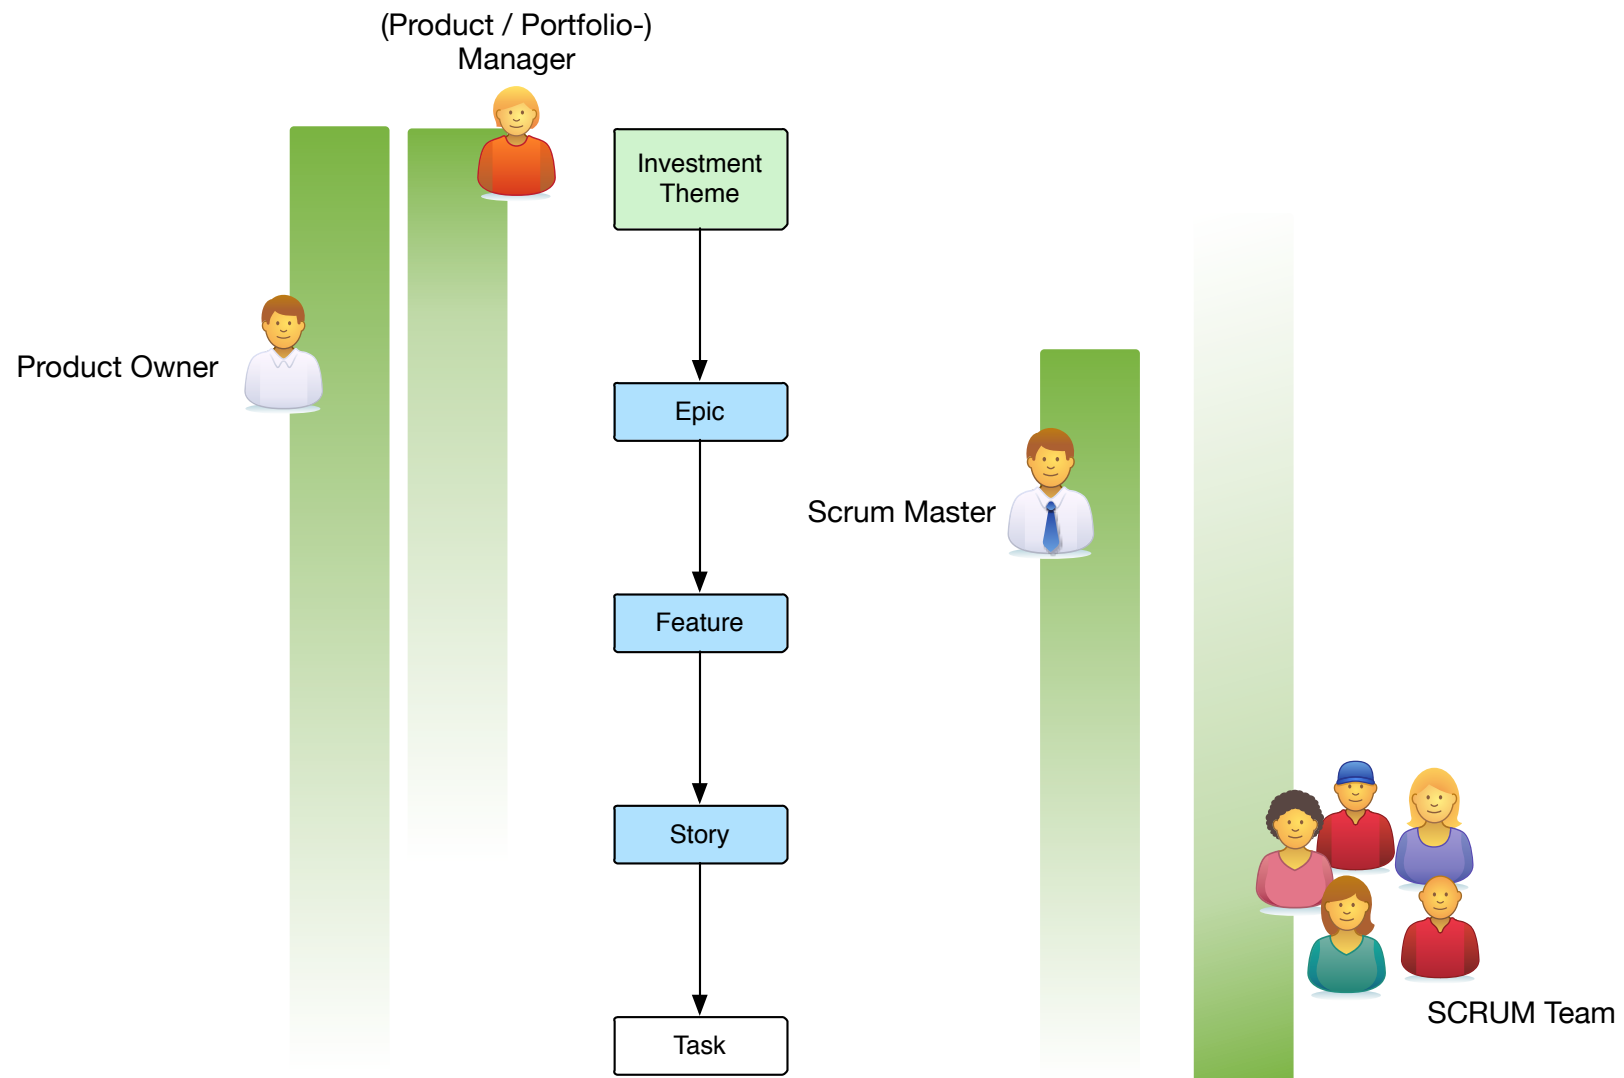 (Product / Portfolio-)
Manager
Investment
Theme
Product Owner
Epic
Scrum Master
Feature
Story
SCRUM Team
Task